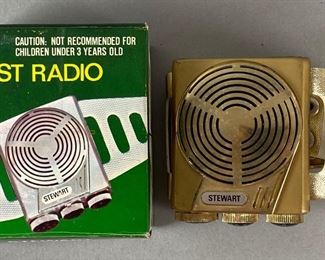 CAUTION: NOT RECOMMENDED FOR
CHILDREN UNDER 3 YEARS OLD
ST RADIO
STEWART
STEWART